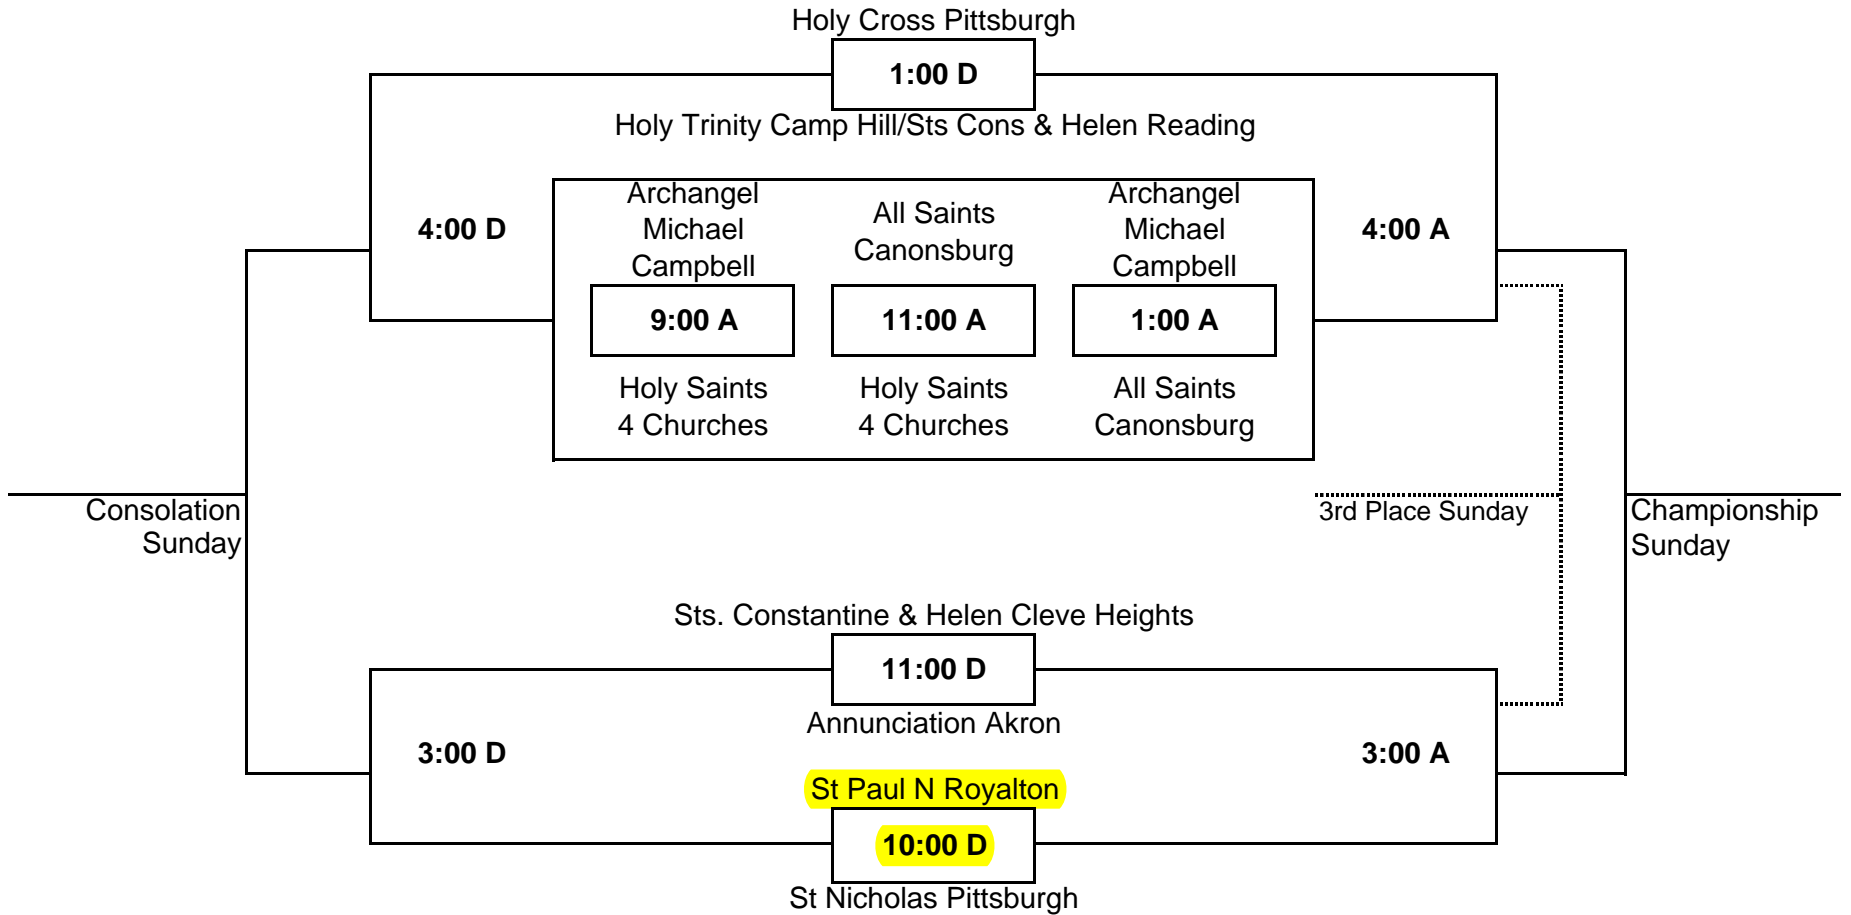 Holy Cross Pittsburgh
1:00 D
Holy Trinity Camp Hill/Sts Cons & Helen Reading
4:00 D
Archangel
Michael
Campbell
9:00 A
Holy Saints
4 Churches
All Saints
Canonsburg
11:00 A
Holy Saints
4 Churches
Archangel
Michael
Campbell
1:00 A
All Saints
Canonsburg
4:00 A
Consolation
Sunday
3rd Place Sunday
Championship
Sunday
Sts. Constantine & Helen Cleve Heights
11:00 D
Annunciation Akron
3:00 D
3:00 A
St Paul N Royalton
10:00 D
St Nicholas Pittsburgh